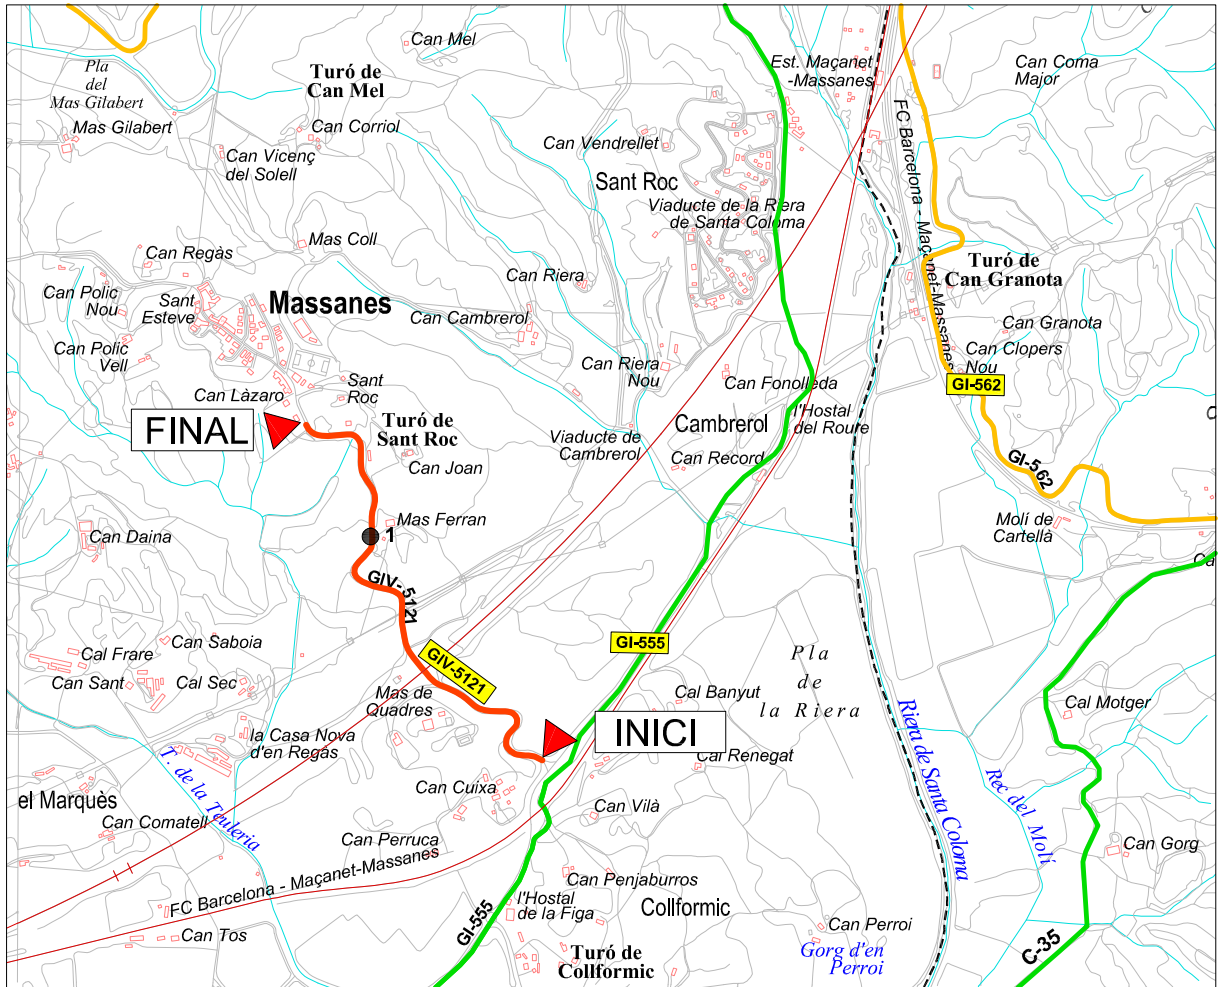 Can Mel
Turó de
Can Mel
Pla
del
Mas Gilabert
Mas Gilabert
Can Corriol
Can Vicenç
del Solell
Est. Maçanet
-Massanes
Can Coma
Major
FC Barcelona - Maçanet-Massanes
Can Vendrellet
Sant Roc
Viaducte de la Riera
de Santa Coloma
Mas Coll
Can Regàs
Can Riera
Turó de
Can Granota
Can Polic
Nou
Sant
Esteve
Massanes
Can Cambrerol
Can Granota
Can Polic
Vell
Can Clopers
Nou
Can Riera
Nou
Can Fonolleda
GI-562
Can Làzaro
Sant
Roc
l'Hostal
del Roure
FINAL
Turó de
Sant Roc
Cambrerol
Viaducte de
Cambrerol
Can Joan
Can Record
GI-562
Mas Ferran
1
Molí de
Cartellà
Can Daina
GIV-5121
Can Saboia
GI-555
Cal Frare
GIV-5121
Pla
de
la Riera
Can Sant
Cal Sec
Mas de
Quadres
Cal Banyut
Cal Motger
la Casa Nova
d'en Regàs
INICI
Riera de Santa Coloma
Cal Renegat
T. de la Teuleria
Rec del Molí
el Marquès
Can Cuixa
Can Vilà
Can Comatell
Can Perruca
Can Gorg
FC Barcelona - Maçanet-Massanes
Can Penjaburros
l'Hostal
de la Figa
Collformic
Can Tos
GI-555
Can Perroi
Turó de
Collformic
Gorg d'en
Perroi
C-35